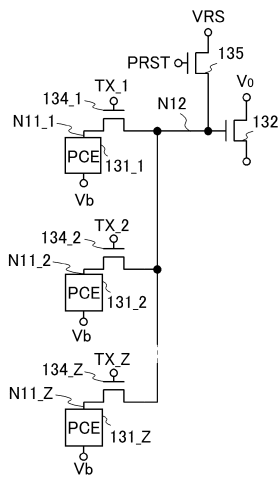 VRS
PRST
135
TX_1
134_1
N12
V0
N11_1
132
PCE
131_1
Vb
TX_2
134_2
N11_2
PCE
131_2
Vb
TX_Z
134_Z
N11_Z
PCE
131_Z
Vb